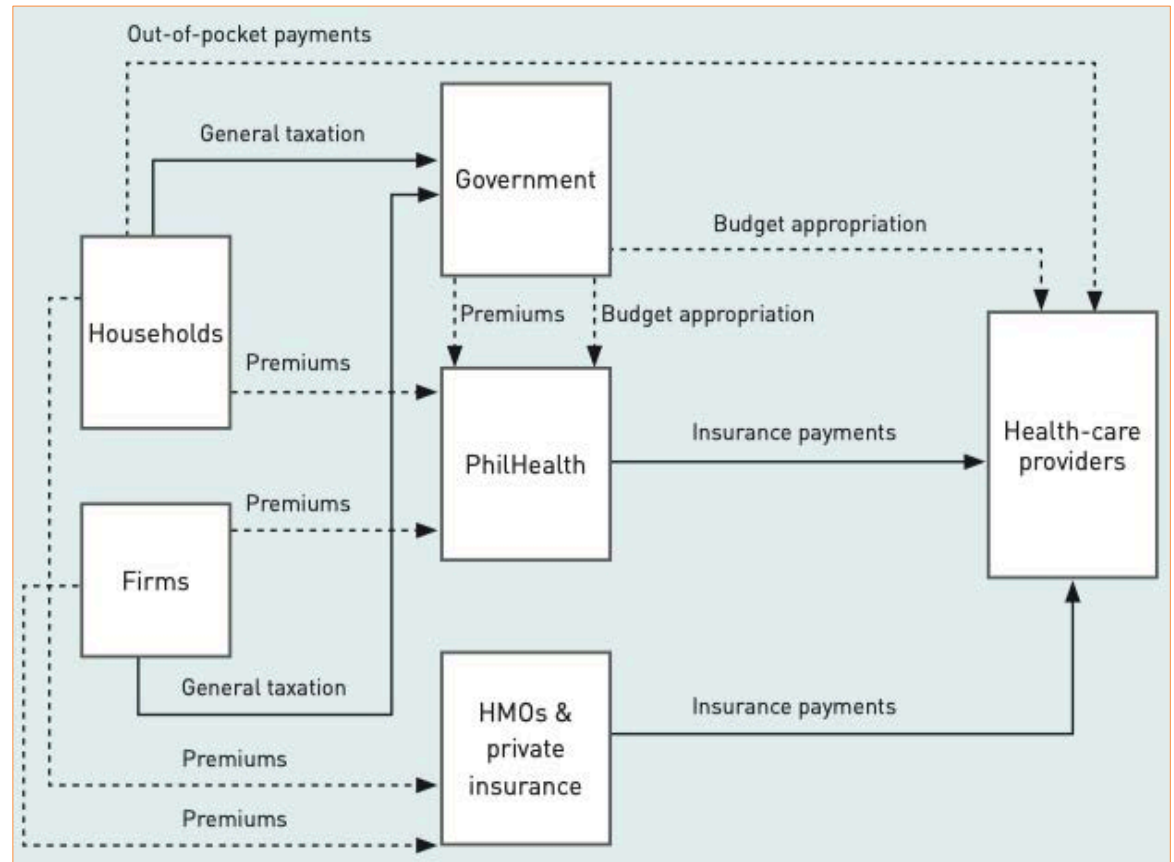 Out-of-pocket payments
General taxation
Government
Budget appropriation
Households
Premiums
Budget appropriation
Premiums
PhilHealth
Insurance payments
Health-care
providers
Premiums
Firms
General taxation
HMOs &
private
insurance
Insurance payments
Premiums
Premiums